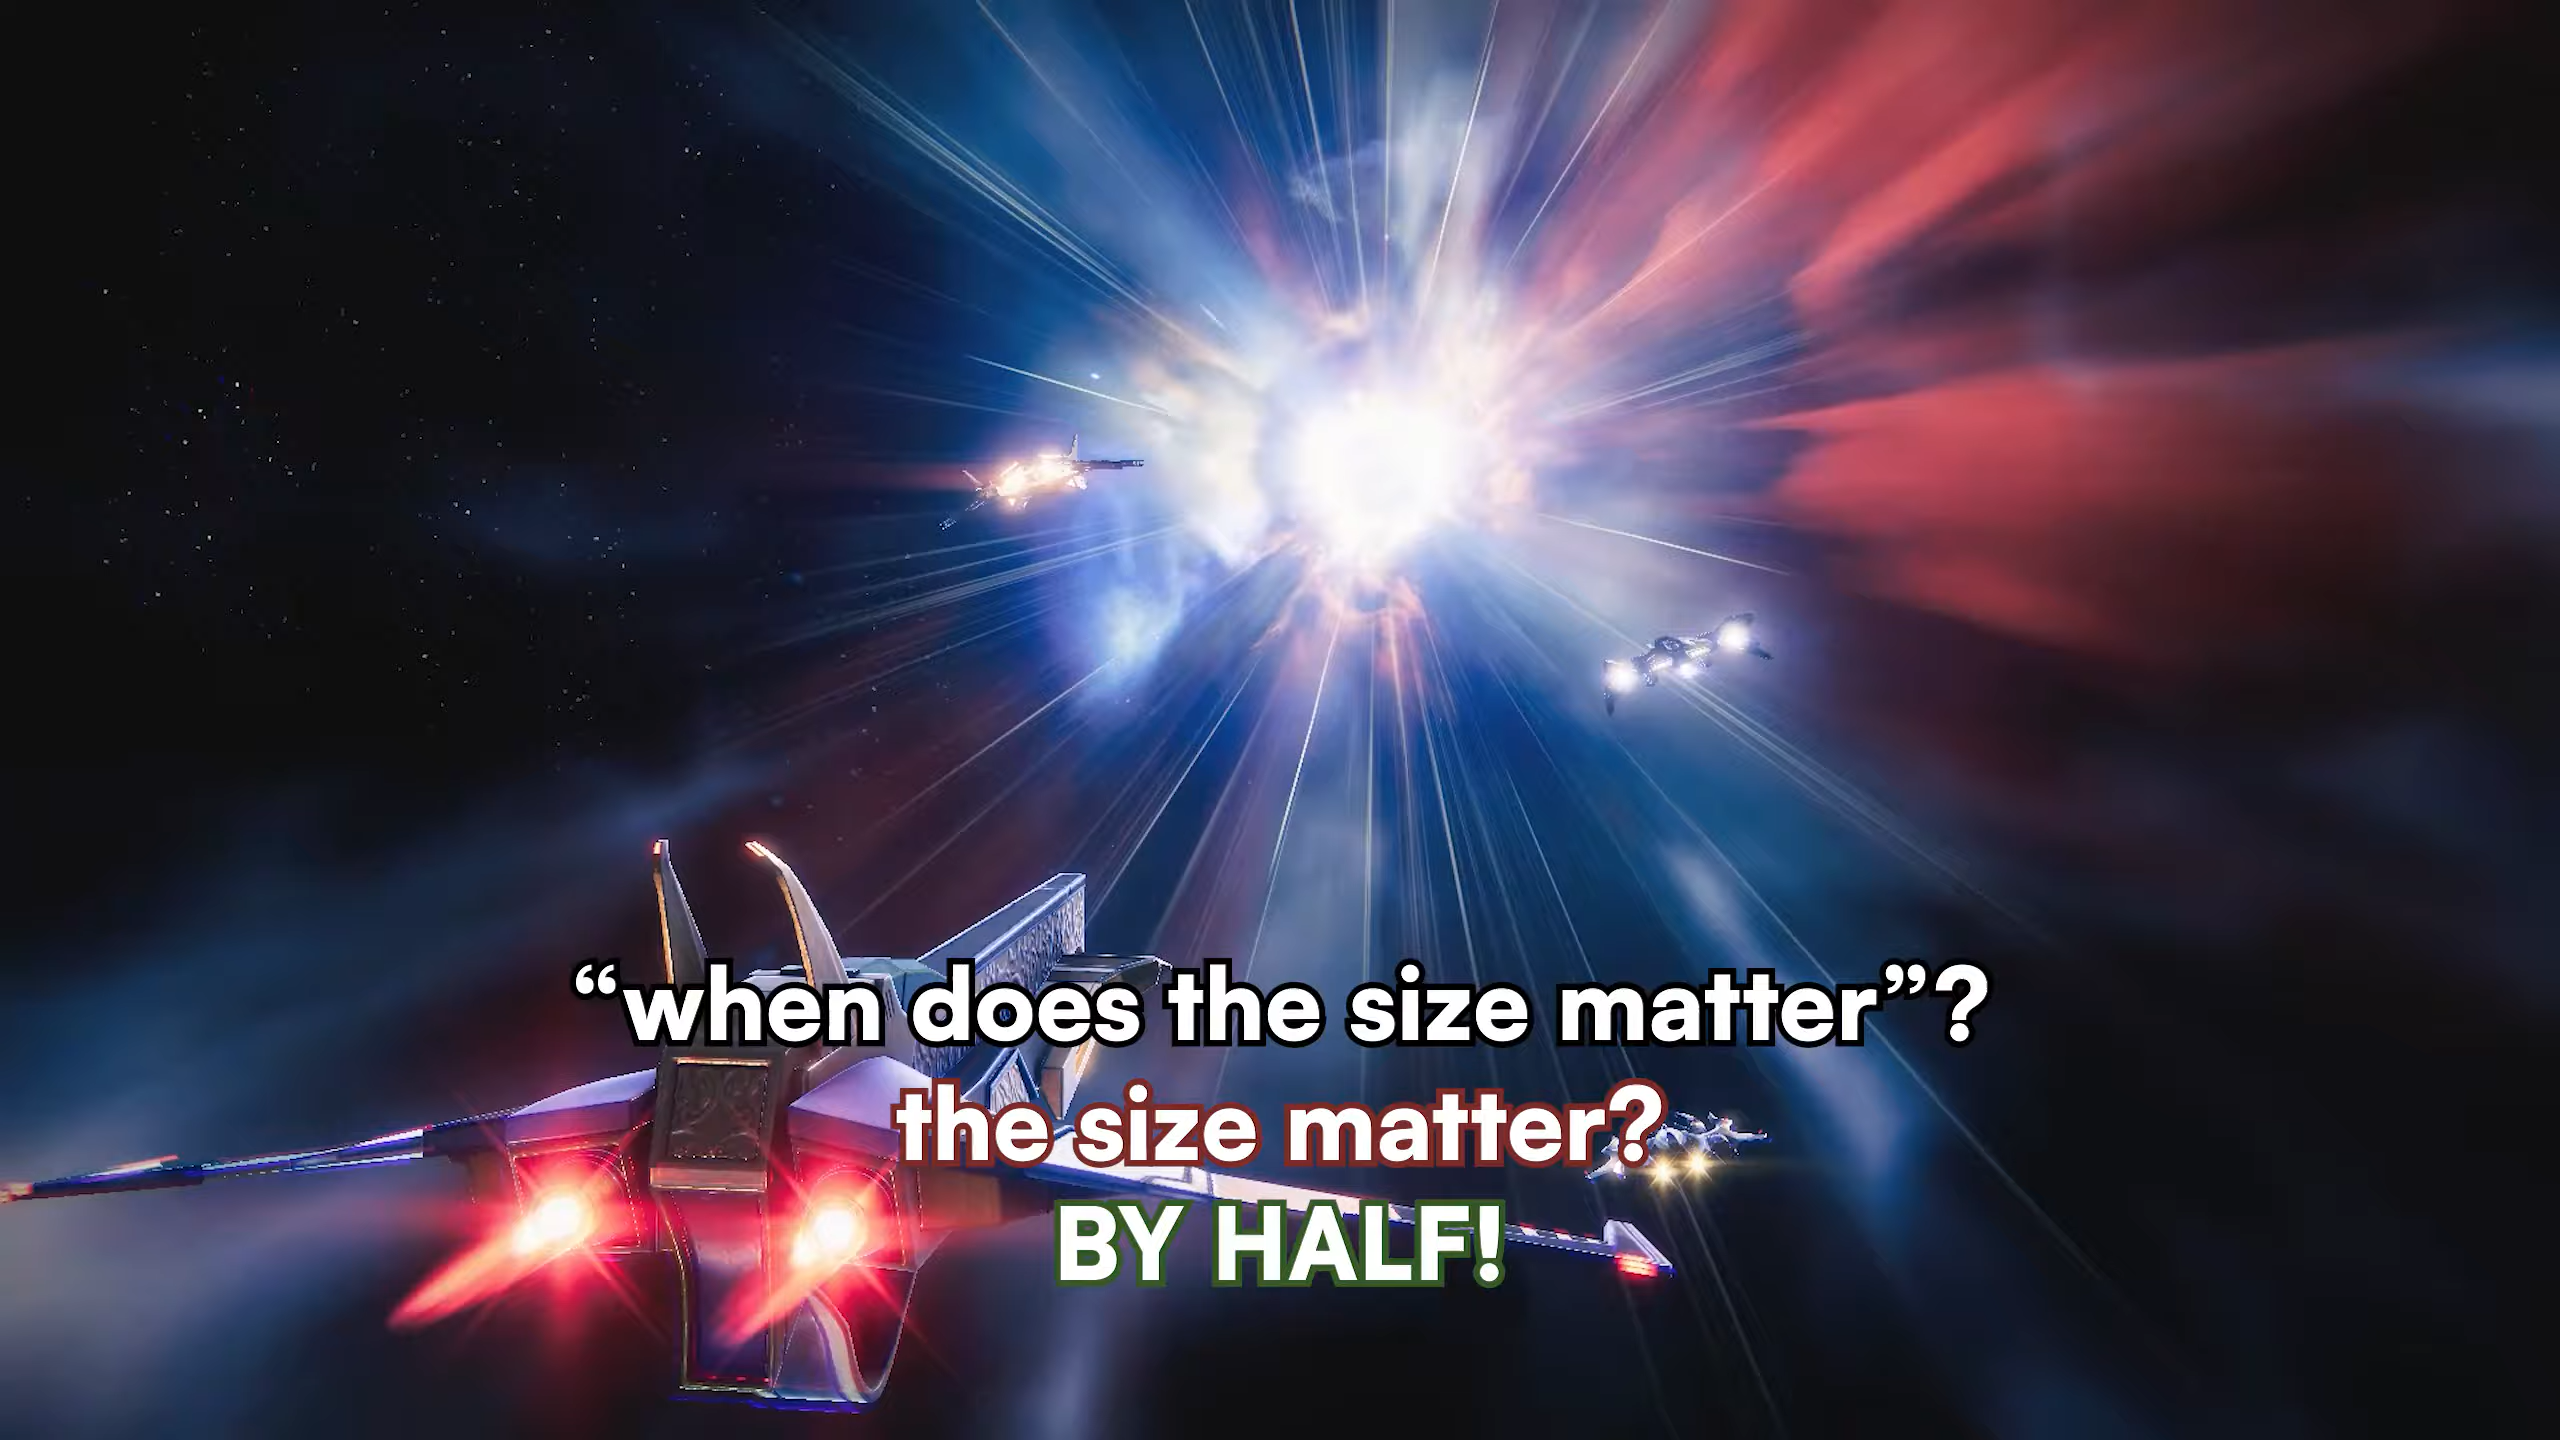 “when does the size matter”?
the size matter?
BY HALF!